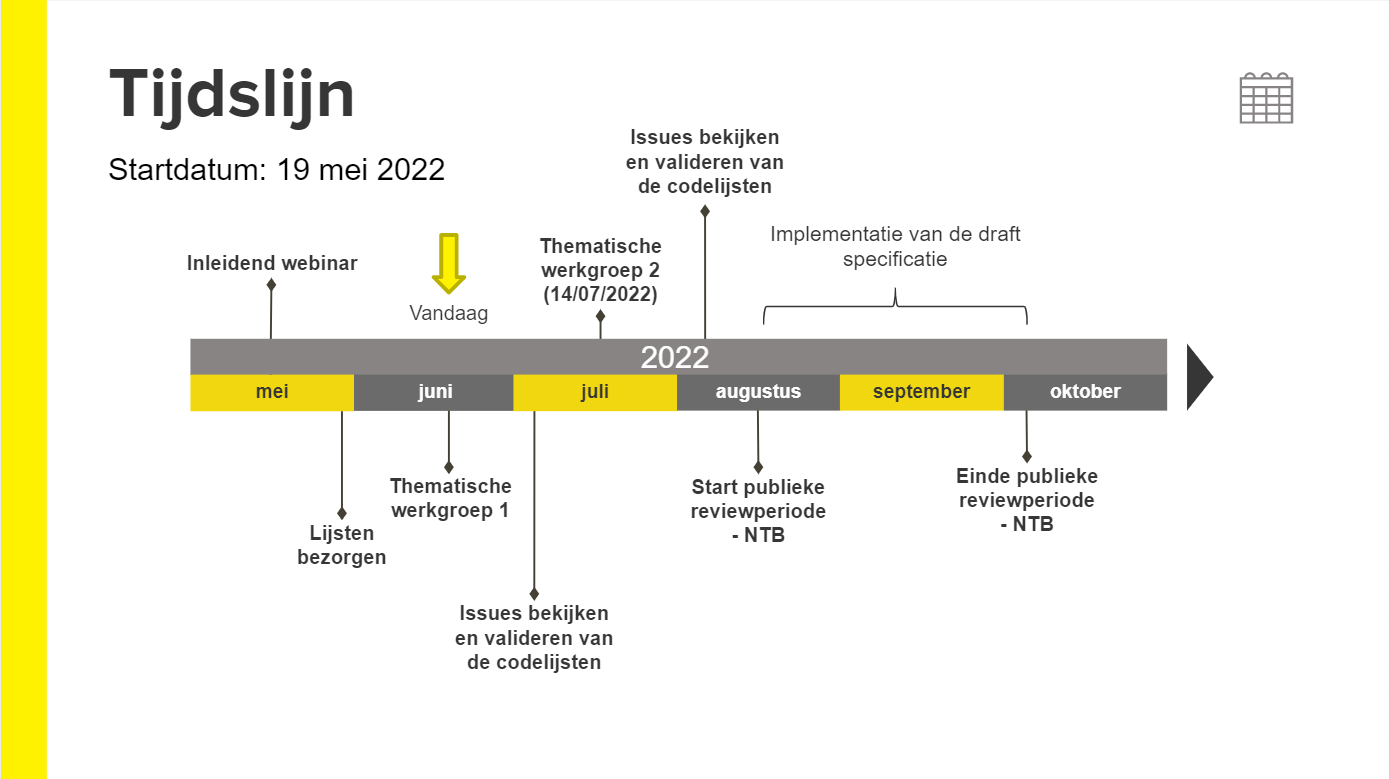 Tijdslijn
Startdatum: 19 mei 2022
Issues bekijken
en valideren van
de codelijsten
Inleidend webinar
Vandaag
Thematische
werkgroep 2
(14/07/2022)
Implementatie van de draft
specificatie
2022
mei
juni
juli
augustus
september
oktober
Lijsten
bezorgen
Thematische
werkgroep 1
Issues bekijken
en valideren van
de codelijsten
Start publieke
reviewperiode
- NTB
Einde publieke
reviewperiode
- NTB